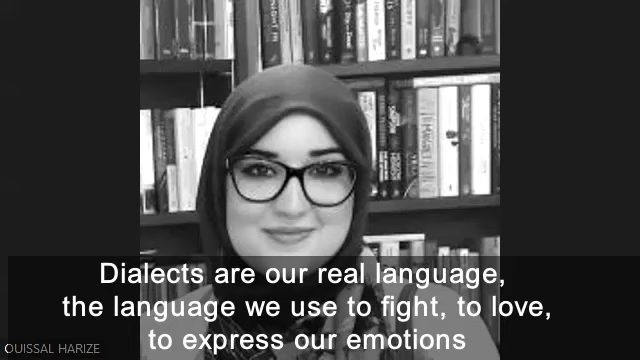 Dialects are our real language,
the language we use to fight, to love,
to express our emotions
OUISSAL HARIZE